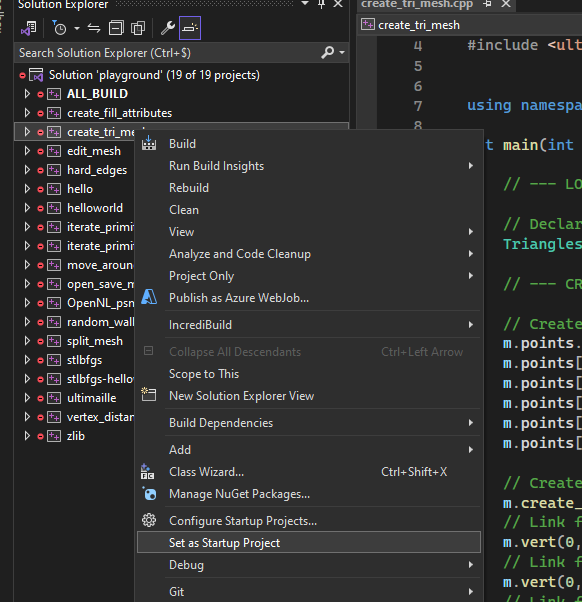 Solution Explorer
Search Solution Explorer (Ctrl+$)
Solution 'playground' (19 of 19 projects)
ALL_BUILD
create_fill_attributes
create_tri_mesh
edit_mesh
hard_edges
hello
helloworld
iterate_primi
iterate_primi
move_aroun
open_save_m
OpenNL_psm
random_wall
split_mesh
stlbfgs
stlbfgs-hellov
ultimaille
vertex_distan
zlib
Build
Run Build Insights
Rebuild
Clean
View
Analyze and Code Cleanup
Project Only
Publish as Azure WebJob...
IncrediBuild
Collapse All Descendants Ctrl+Left Arrow
Scope to This
New Solution Explorer View
Build Dependencies
Add
Class Wizard... Ctrl+Shift+X
Manage NuGet Packages...
Configure Startup Projects...
Set as Startup Project
Debug
Git
create_tri_mesh.cpp
create_tri_mesh
4 #include <ult
5
6
7 using namespa
8
t main(int
// --- LO
// Declar
Triangles
// --- CR
// Create
m.points.
m.points[
m.points[
m.points[
m.points[
m.points[
// Create
m.create_
// Link f
m.vert(0,
// Link f
m.vert(0,
// Link f